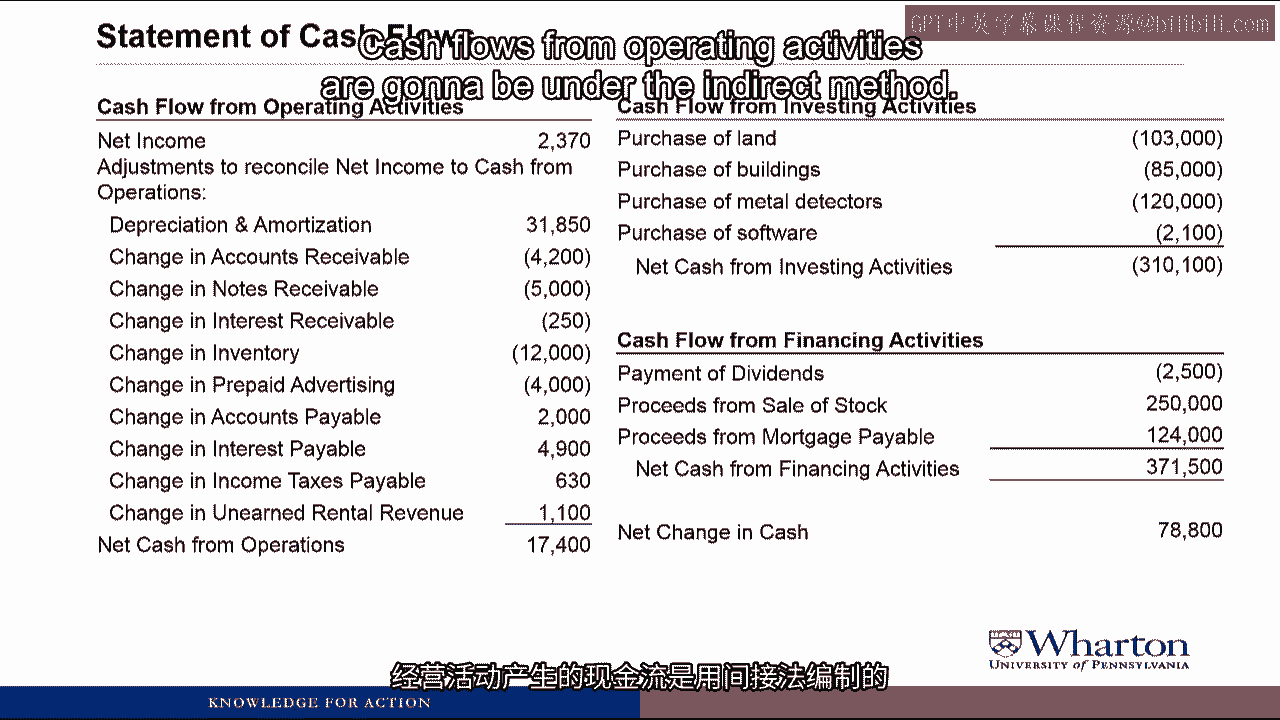 GPT中英字幕课程资源@bilibili.com
Statement of Cash Flows
Cash flows from operating activities
are gonna be under the indirect method.
Cash Flow from Operating Activities
Net Income 2,370
Adjustments to reconcile Net Income to Cash from
Operations:
Depreciation & Amortization 31,850
Change in Accounts Receivable (4,200)
Change in Notes Receivable (5,000)
Change in Interest Receivable (250)
Change in Inventory (12,000)
Change in Prepaid Advertising (4,000)
Change in Accounts Payable 2,000
Change in Interest Payable 4,900
Change in Income Taxes Payable 630
Change in Unearned Rental Revenue 1,100
Net Cash from Operations 17,400
Cash Flow from Investing Activities
Purchase of land (103,000)
Purchase of buildings (85,000)
Purchase of metal detectors (120,000)
Purchase of software (2,100)
Net Cash from Investing Activities (310,100)
Cash Flow from Financing Activities
Payment of Dividends (2,500)
Proceeds from Sale of Stock 250,000
Proceeds from Mortgage Payable 124,000
Net Cash from Financing Activities 371,500
Net Change in Cash 78,800
Wharton
UNIVERSITY of PENNSYLVANIA
经营活动产生的现金流是用间接法编制的
KNOWLEDGE FOR ACTION